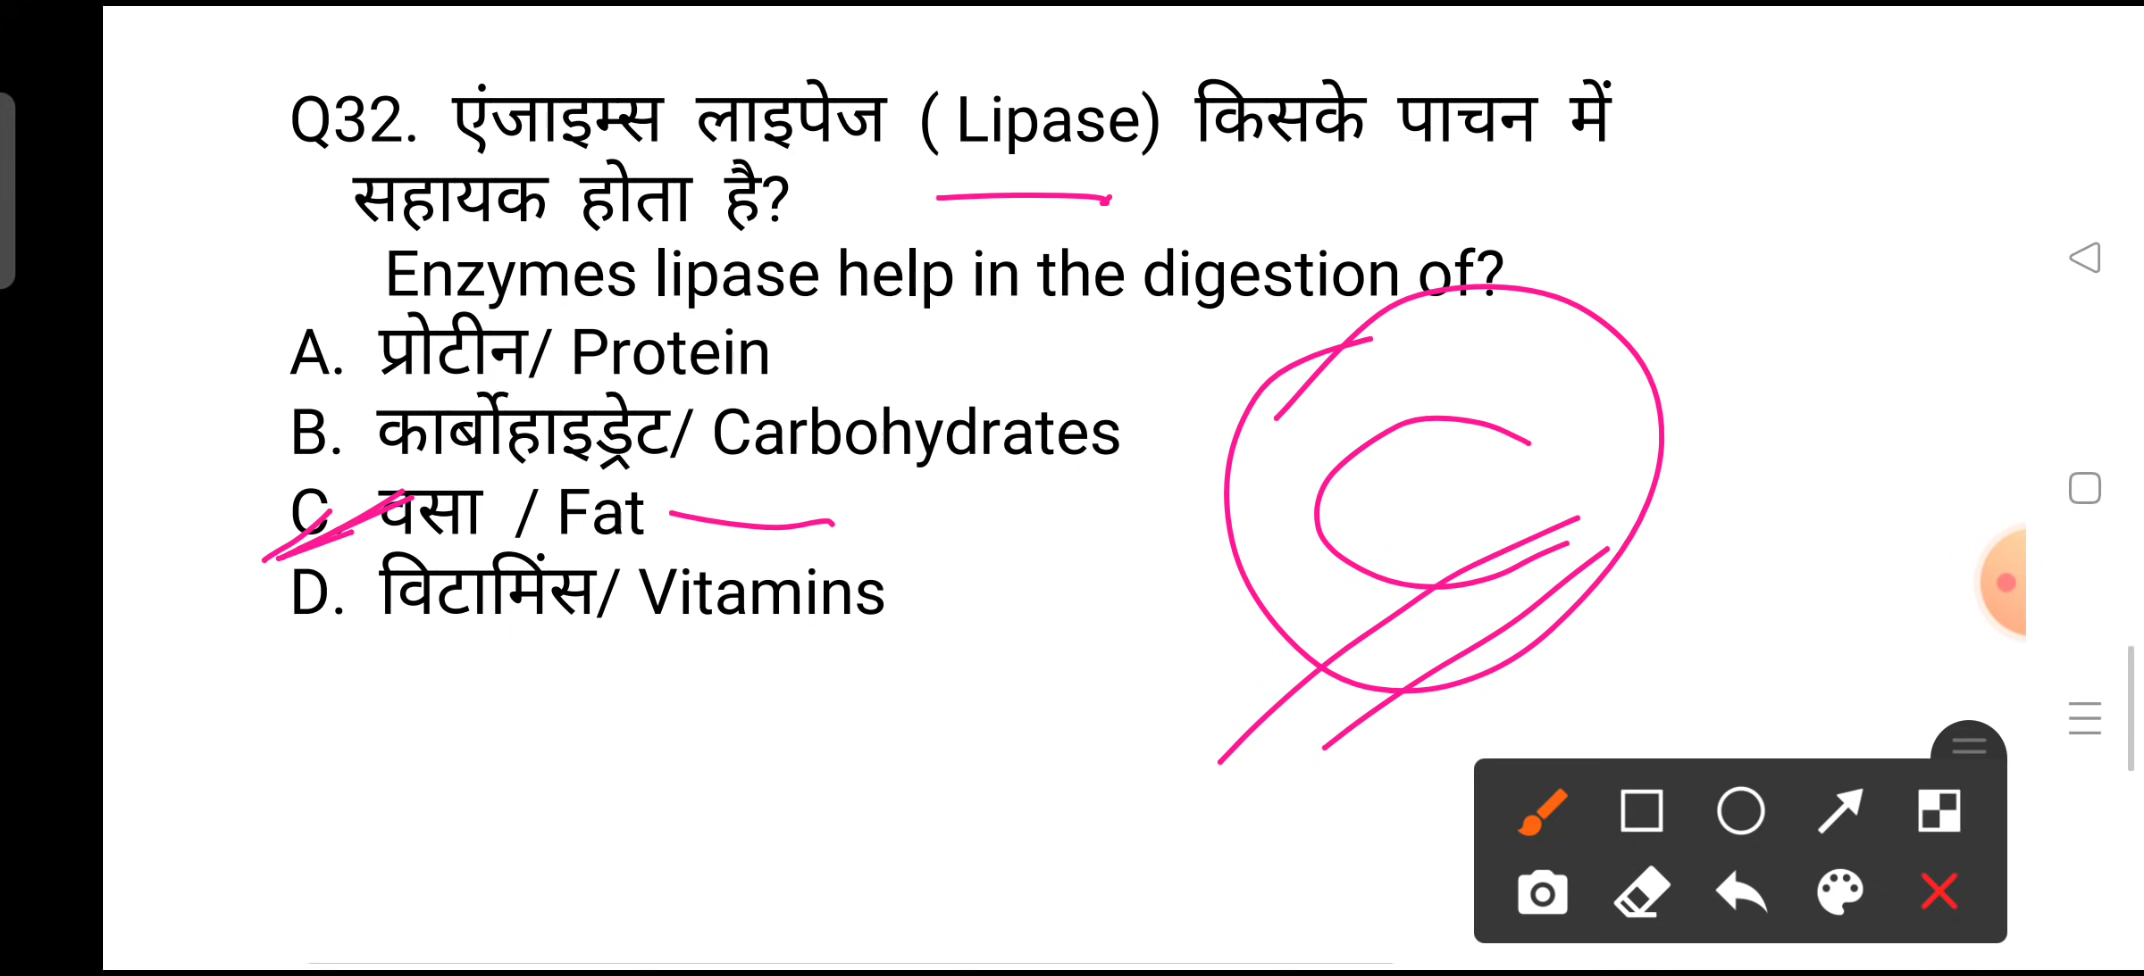 Q32. एंजाइम्स लाइपेज ( Lipase) किसके पाचन में
सहायक होता है?
Enzymes lipase help in the digestion of?
A. प्रोटीन/ Protein
B. कार्बोहाइड्रेट/ Carbohydrates
C. वसा / Fat
D. विटामिंस/ Vitamins
C